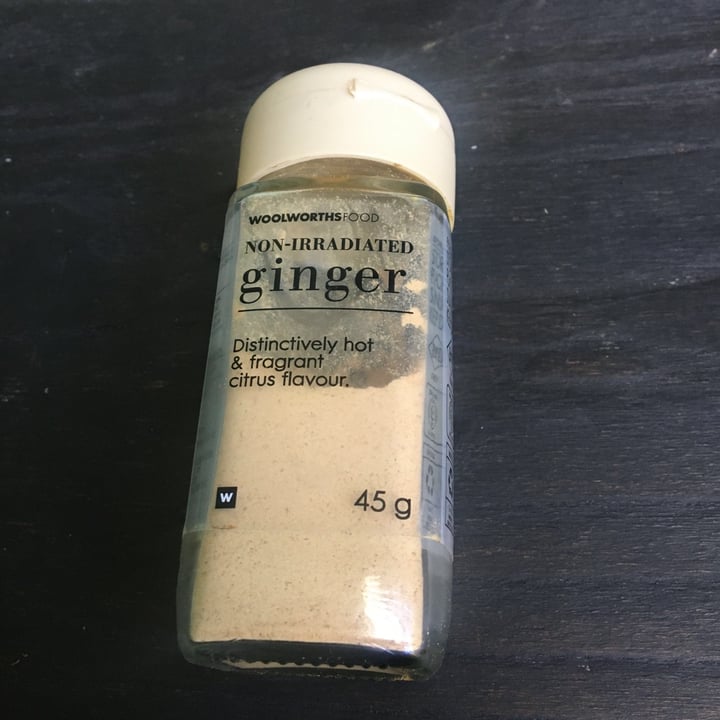 WOOLWORTHSFOOD
NON-IRRADIATED
ginger
Distinctively hot
& fragrant
citrus flavour.
W
45 g